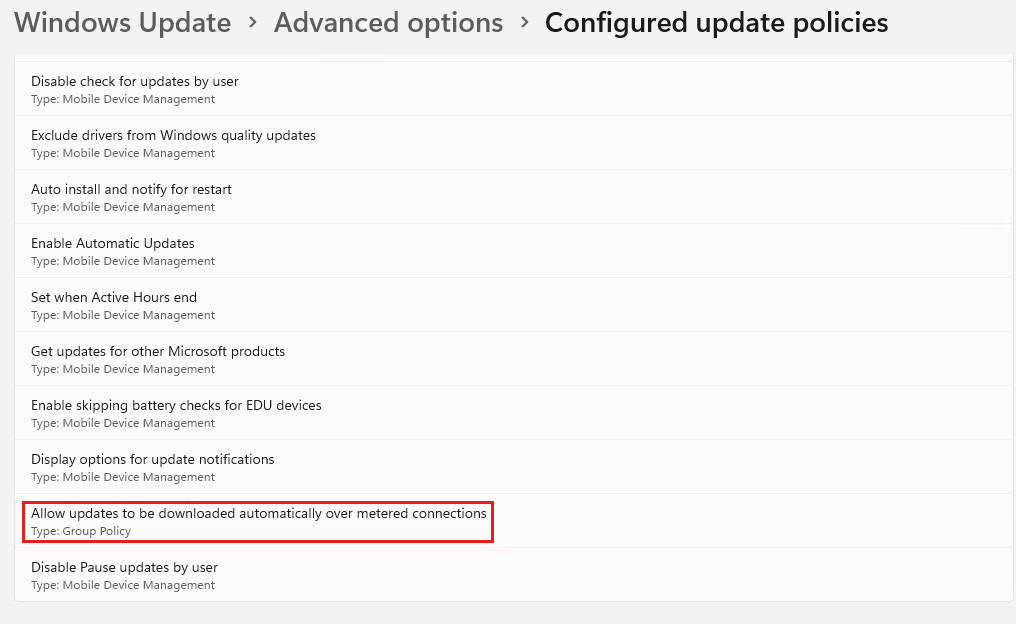 Windows Update > Advanced options > Configured update policies
Disable check for updates by user
Type: Mobile Device Management
Exclude drivers from Windows quality updates
Type: Mobile Device Management
Auto install and notify for restart
Type: Mobile Device Management
Enable Automatic Updates
Type: Mobile Device Management
Set when Active Hours end
Type: Mobile Device Management
Get updates for other Microsoft products
Type: Mobile Device Management
Enable skipping battery checks for EDU devices
Type: Mobile Device Management
Display options for update notifications
Type: Mobile Device Management
Allow updates to be downloaded automatically over metered connections
Type: Group Policy
Disable Pause updates by user
Type: Mobile Device Management